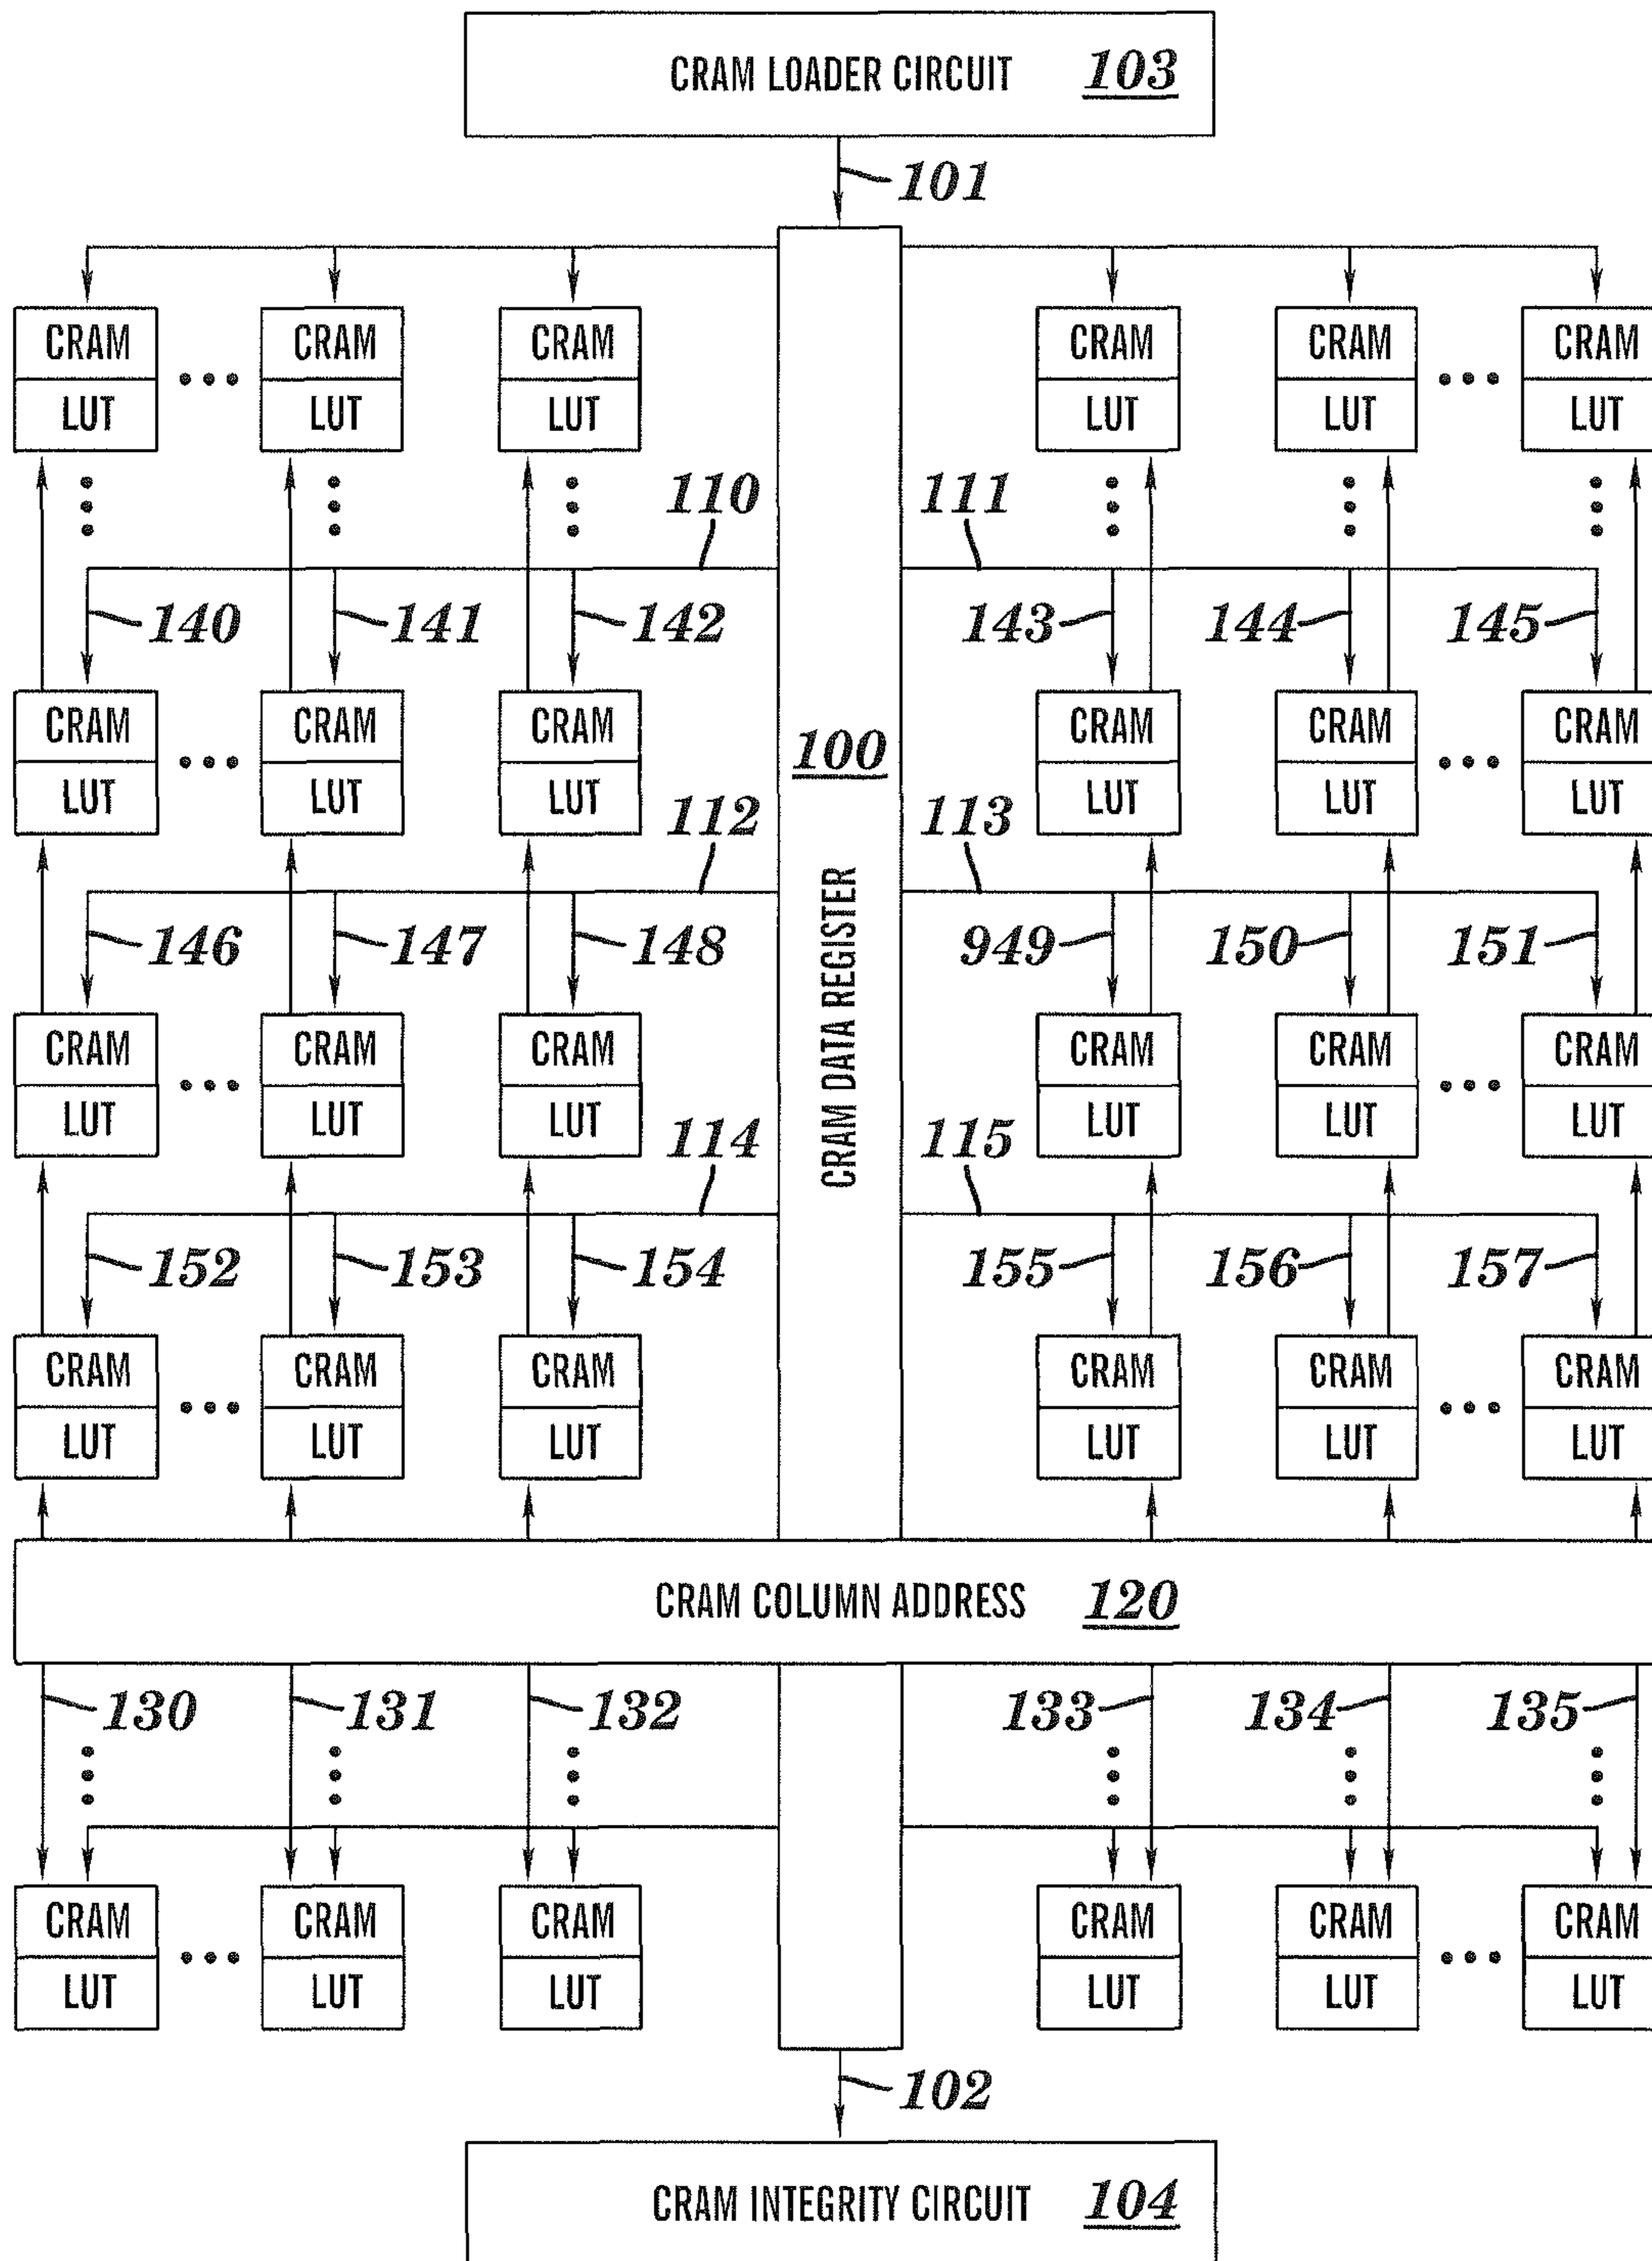 CRAM LOADER CIRCUIT 103
101
CRAM CRAM CRAM CRAM CRAM CRAM
LUT LUT LUT LUT LUT LUT
110 111
140 141 142 143 144 145
CRAM CRAM CRAM CRAM CRAM CRAM
LUT LUT LUT LUT LUT LUT
100
CRAM DATA REGISTER
112 113
146 147 148 949 150 151
CRAM CRAM CRAM CRAM CRAM CRAM
LUT LUT LUT LUT LUT LUT
114 115
152 153 154 155 156 157
CRAM CRAM CRAM CRAM CRAM CRAM
LUT LUT LUT LUT LUT LUT
CRAM COLUMN ADDRESS 120
130 131 132 133 134 135
CRAM CRAM CRAM CRAM CRAM CRAM
LUT LUT LUT LUT LUT LUT
102
CRAM INTEGRITY CIRCUIT 104